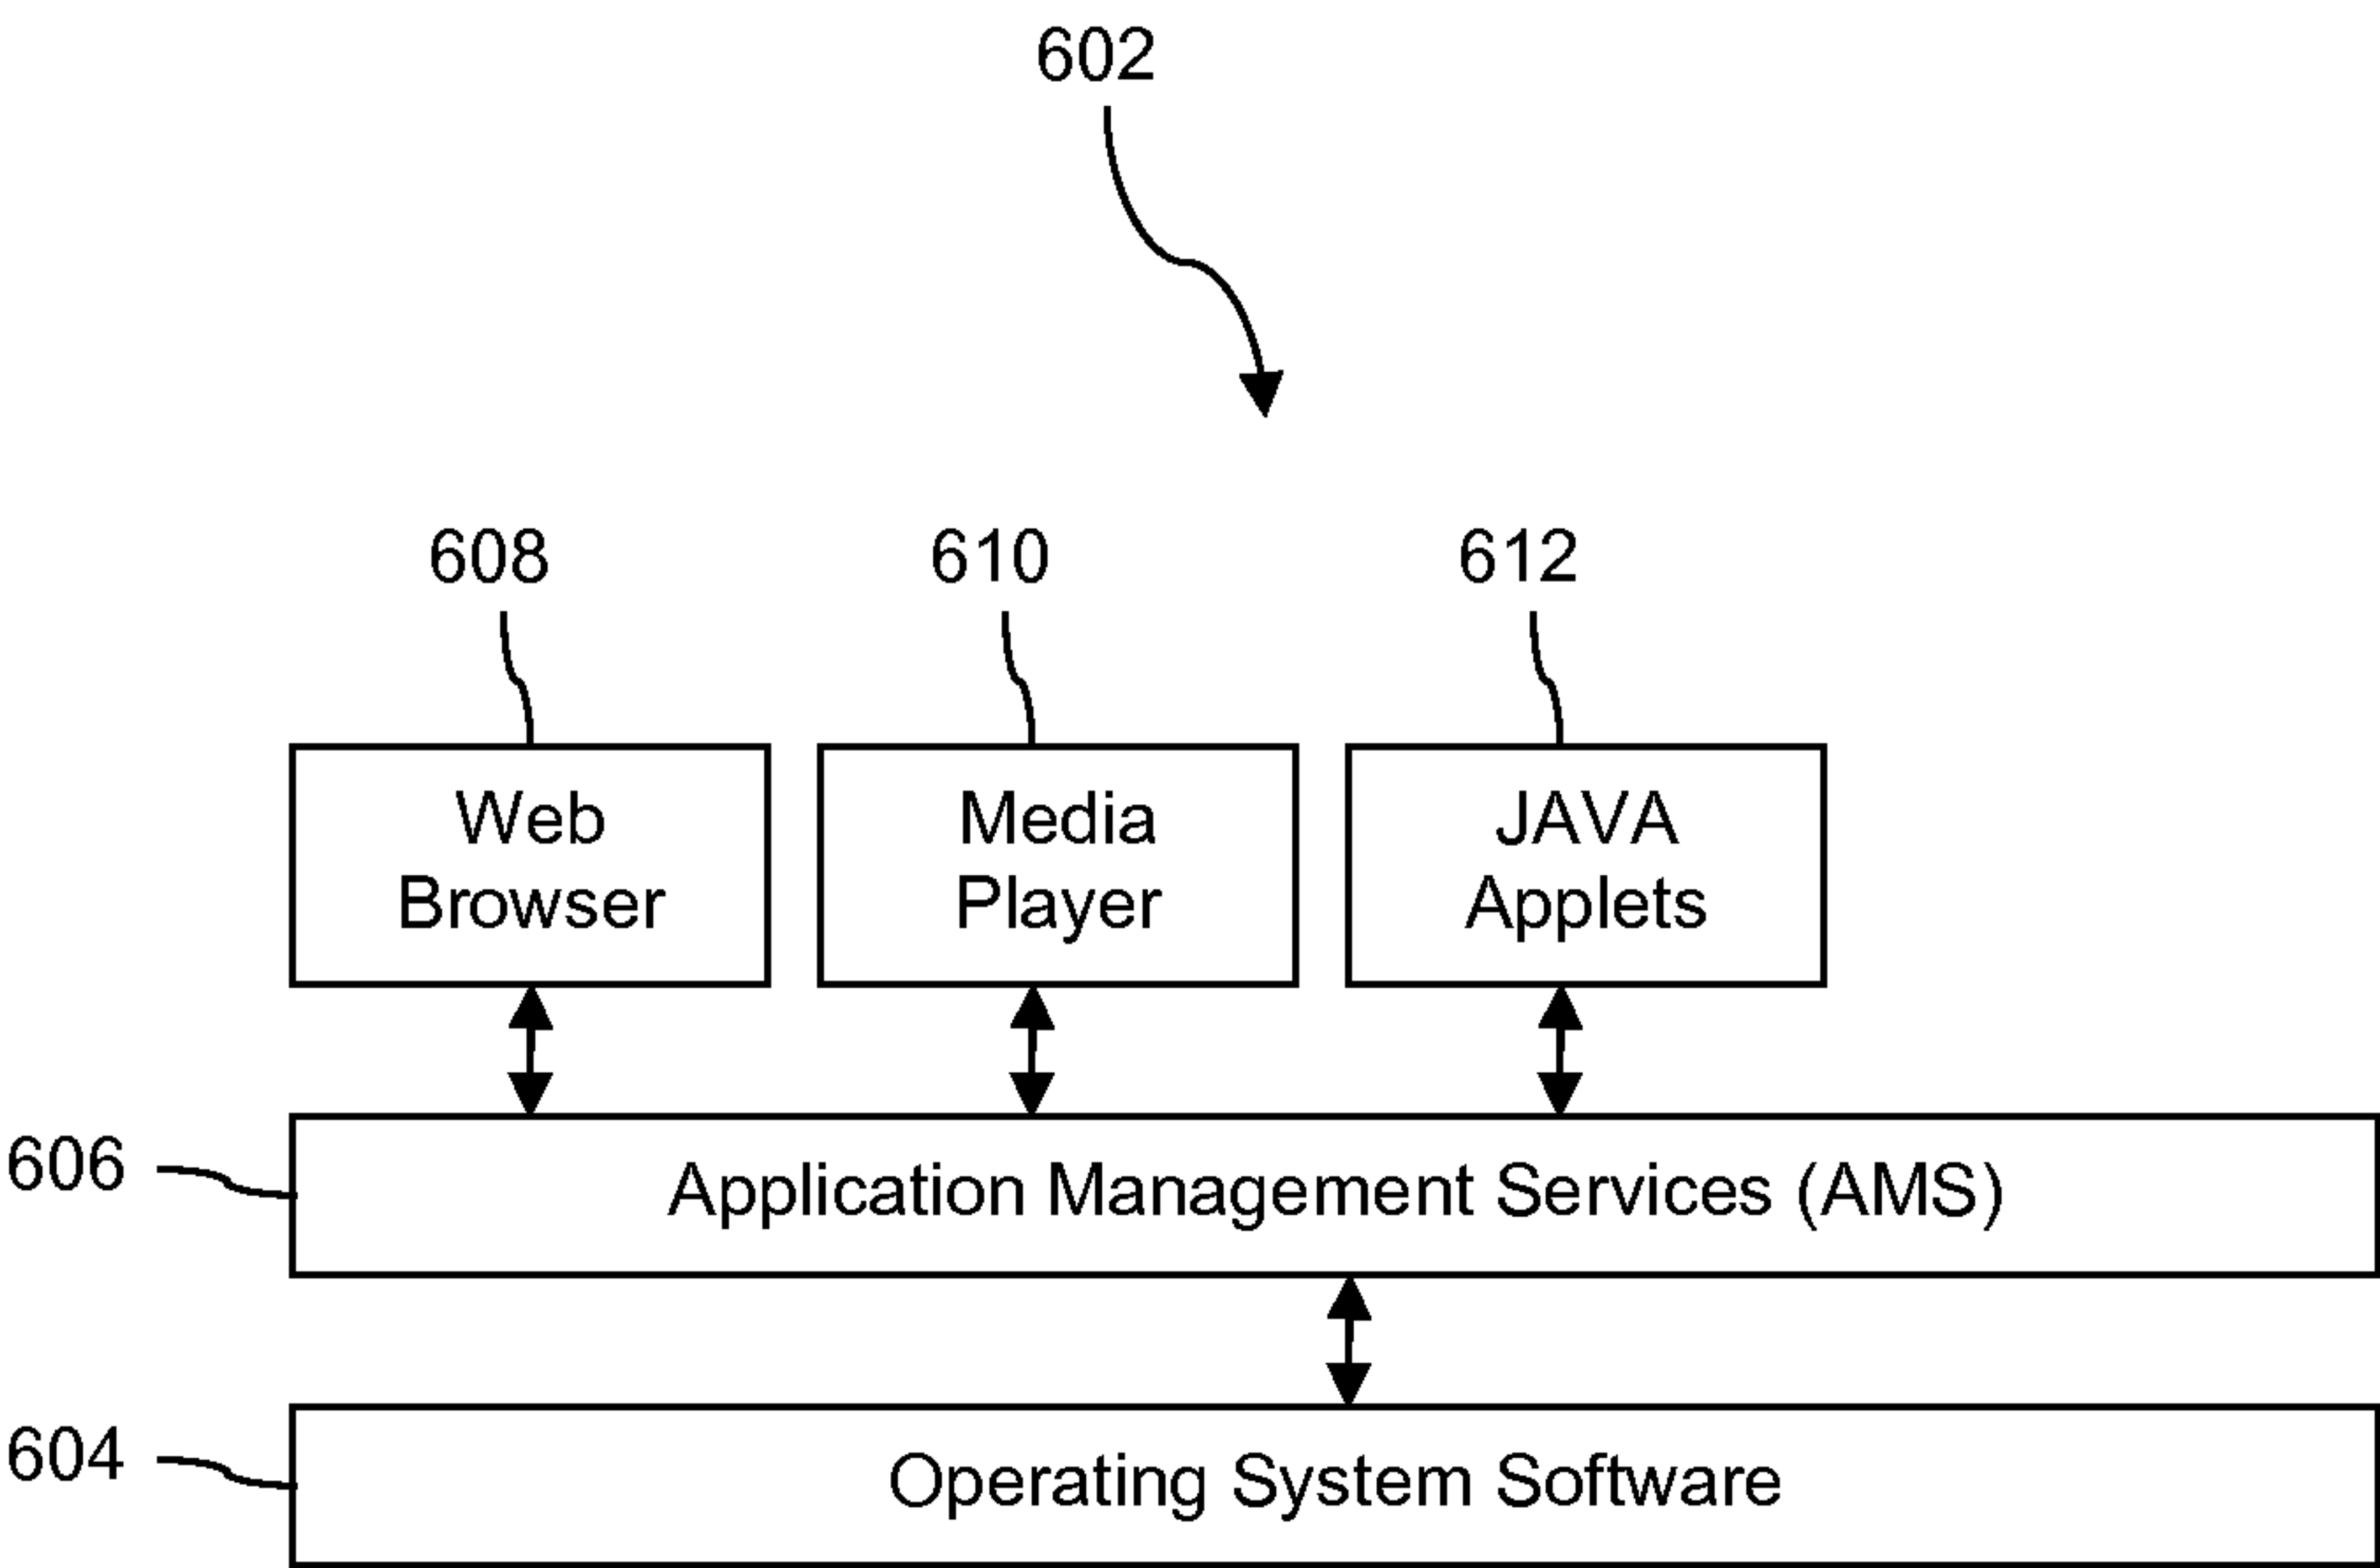 602
608
610
612
Web
Browser
Media
Player
JAVA
Applets
606
Application Management Services (AMS)
604
Operating System Software